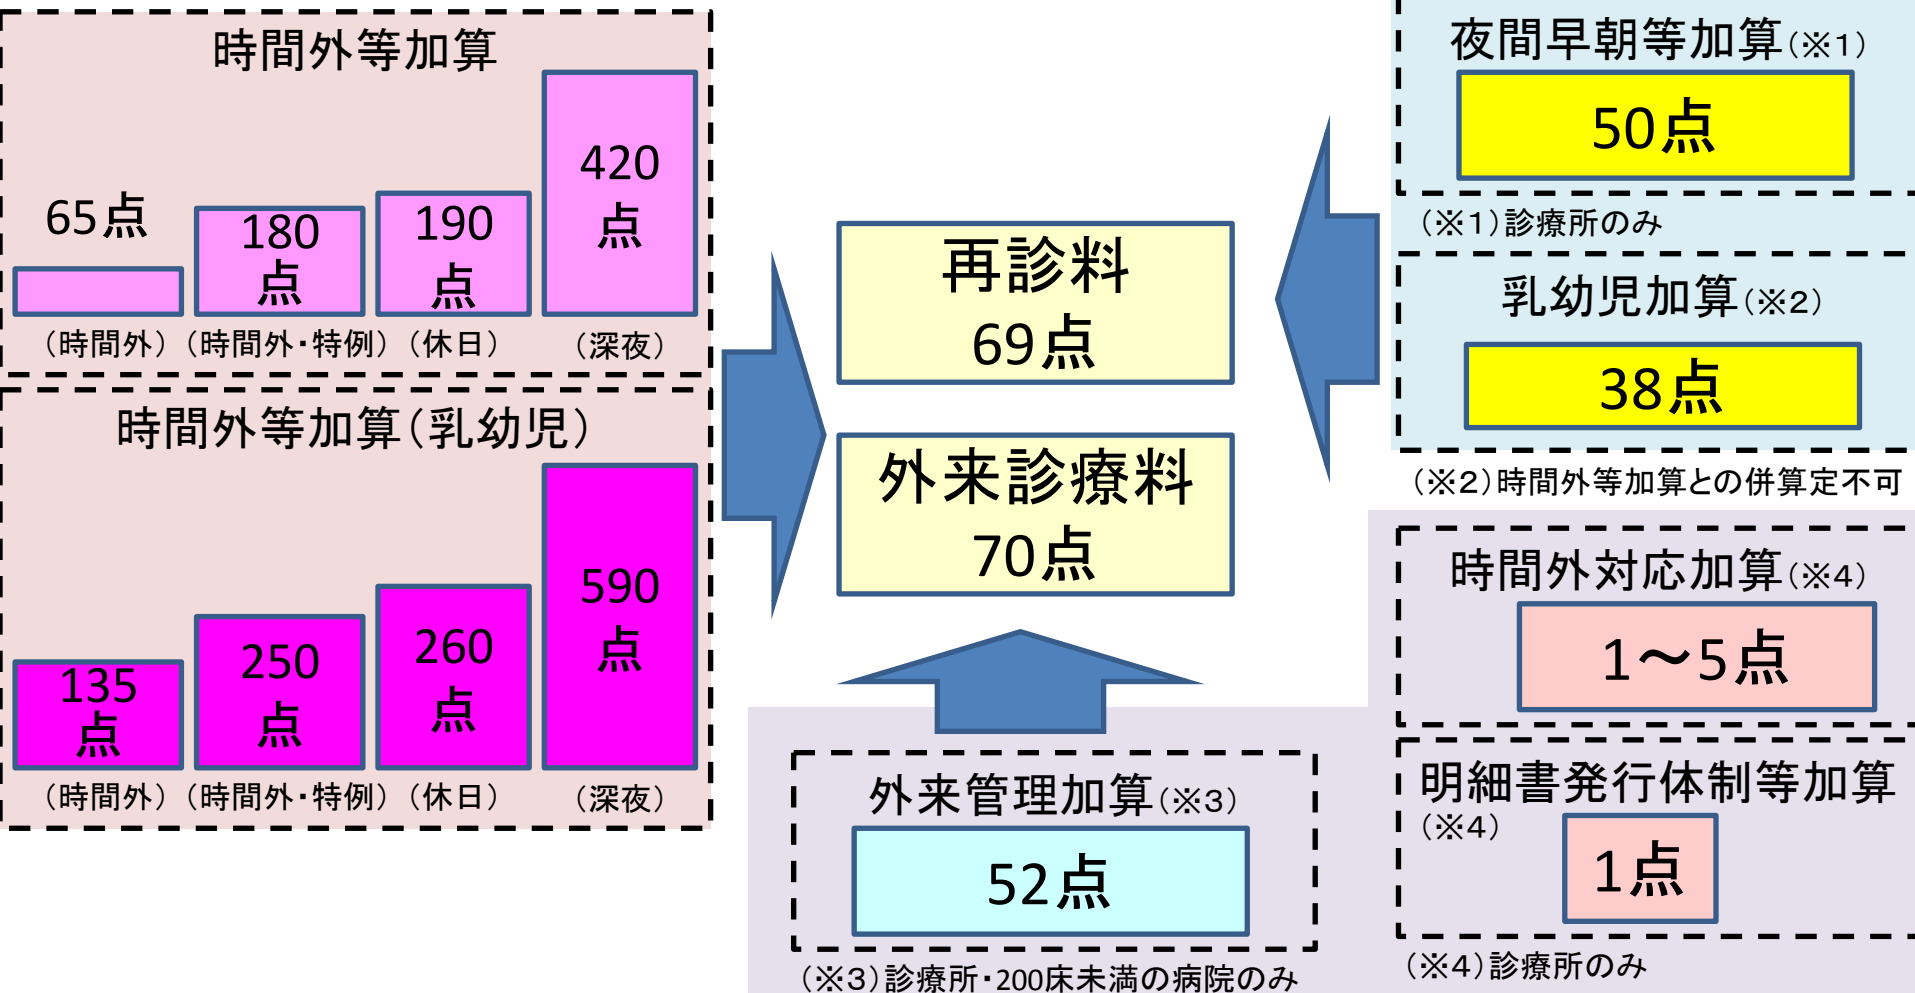 時間外等加算
65点
180
点
190
点
420
点
(時間外)
(時間外・特例)
(休日)
(深夜)
時間外等加算(乳幼児)
135
点
250
点
260
点
590
点
(時間外)
(時間外・特例)
(休日)
(深夜)
再診料
69点
外来診療料
70点
外来管理加算(※3)
52点
(※3)診療所・200床未満の病院のみ
夜間早朝等加算(※1)
50点
(※1)診療所のみ
乳幼児加算(※2)
38点
(※2)時間外等加算との併算定不可
時間外対応加算(※4)
1～5点
明細書発行体制等加算
(※4)
1点
(※4)診療所のみ